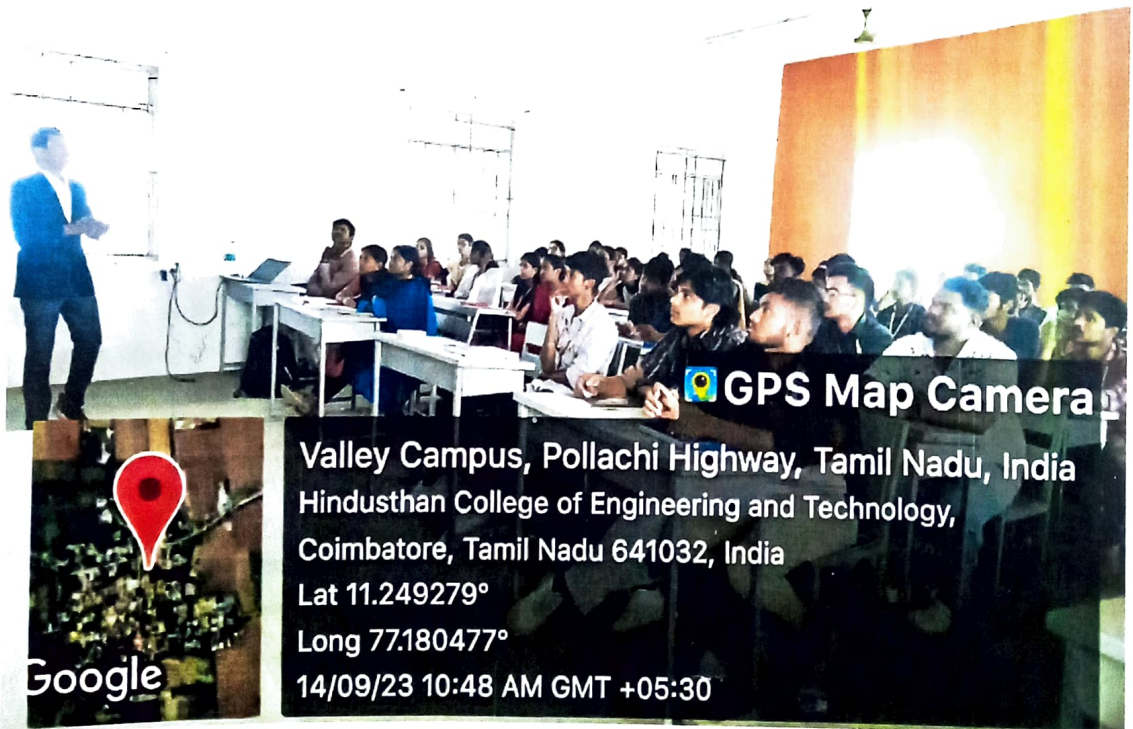 GPS Map Camera
Valley Campus, Pollachi Highway, Tamil Nadu, India
Hindusthan College of Engineering and Technology,
Coimbatore, Tamil Nadu 641032, India
Lat 11.249279°
Long 77.180477°
14/09/23 10:48 AM GMT +05:30
Google